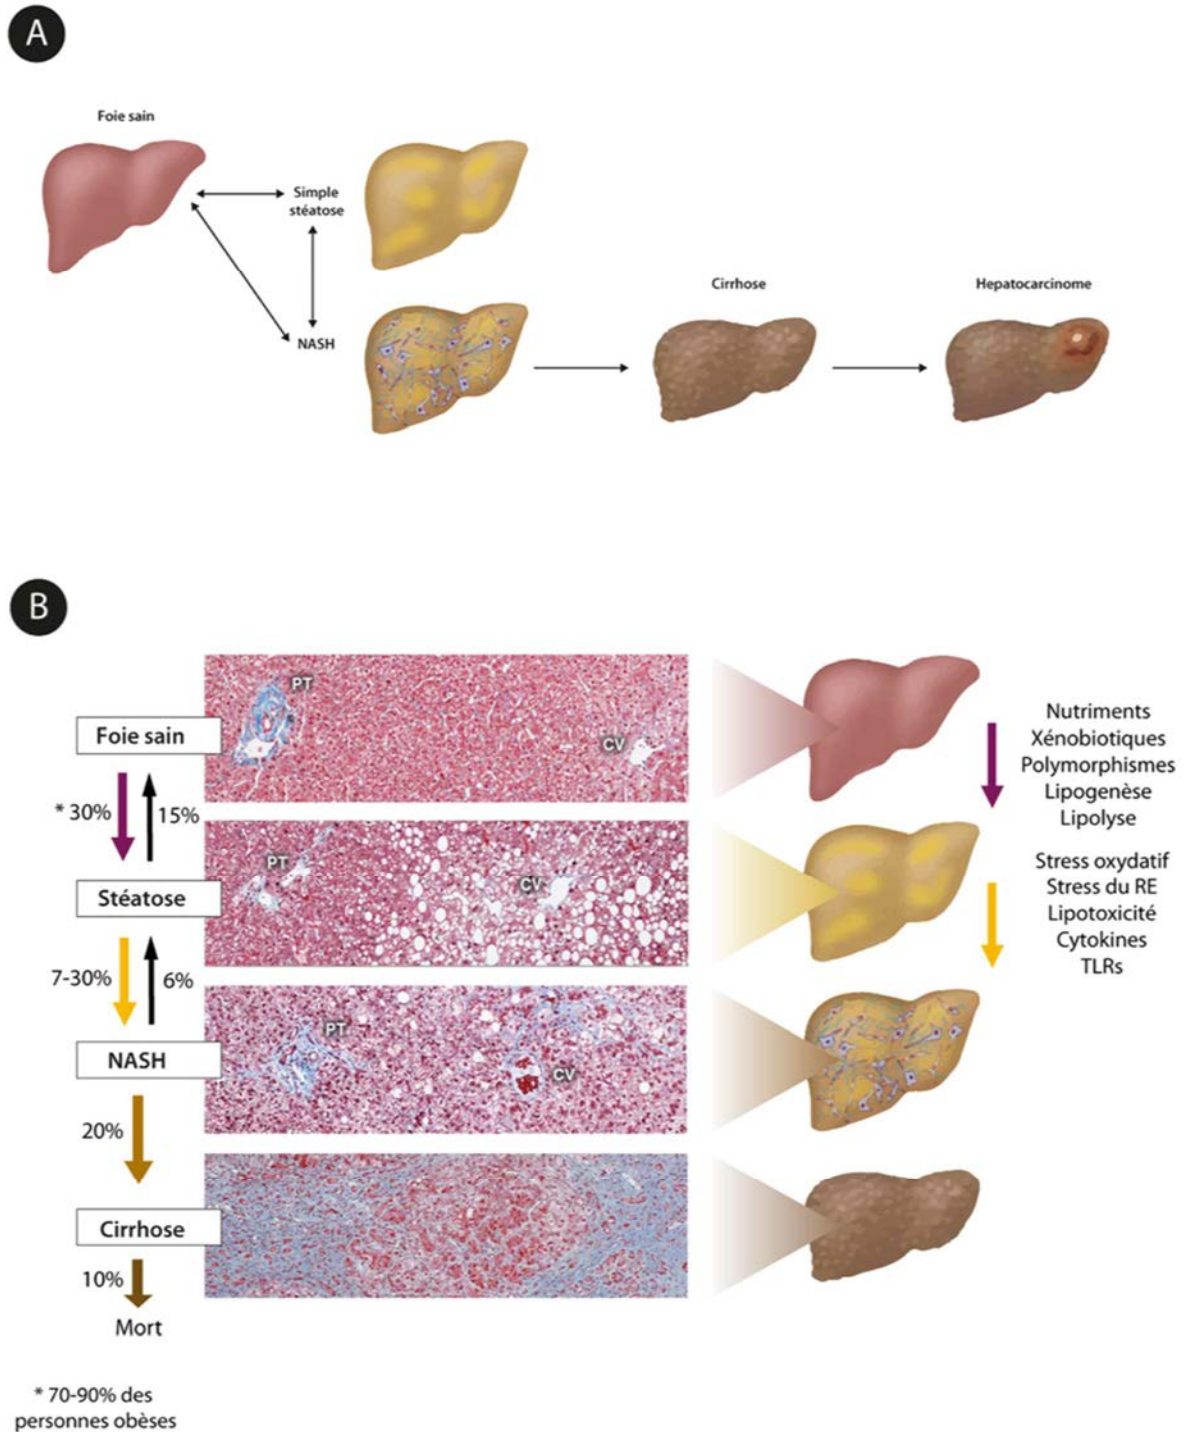 A
Foie sain
Simple
stéatose
NASH
Cirrhose
Hepatocarcinome
B
Foie sain
* 30%
15%
Stéatose
7-30%
6%
NASH
20%
Cirrhose
10%
Mort
* 70-90% des
personnes obèses
PT
CV
PT
CV
PT
CV
Nutriments
Xénobiotiques
Polymorphismes
Lipogenèse
Lipolyse
Stress oxydatif
Stress du RE
Lipotoxicité
Cytokines
TLRs